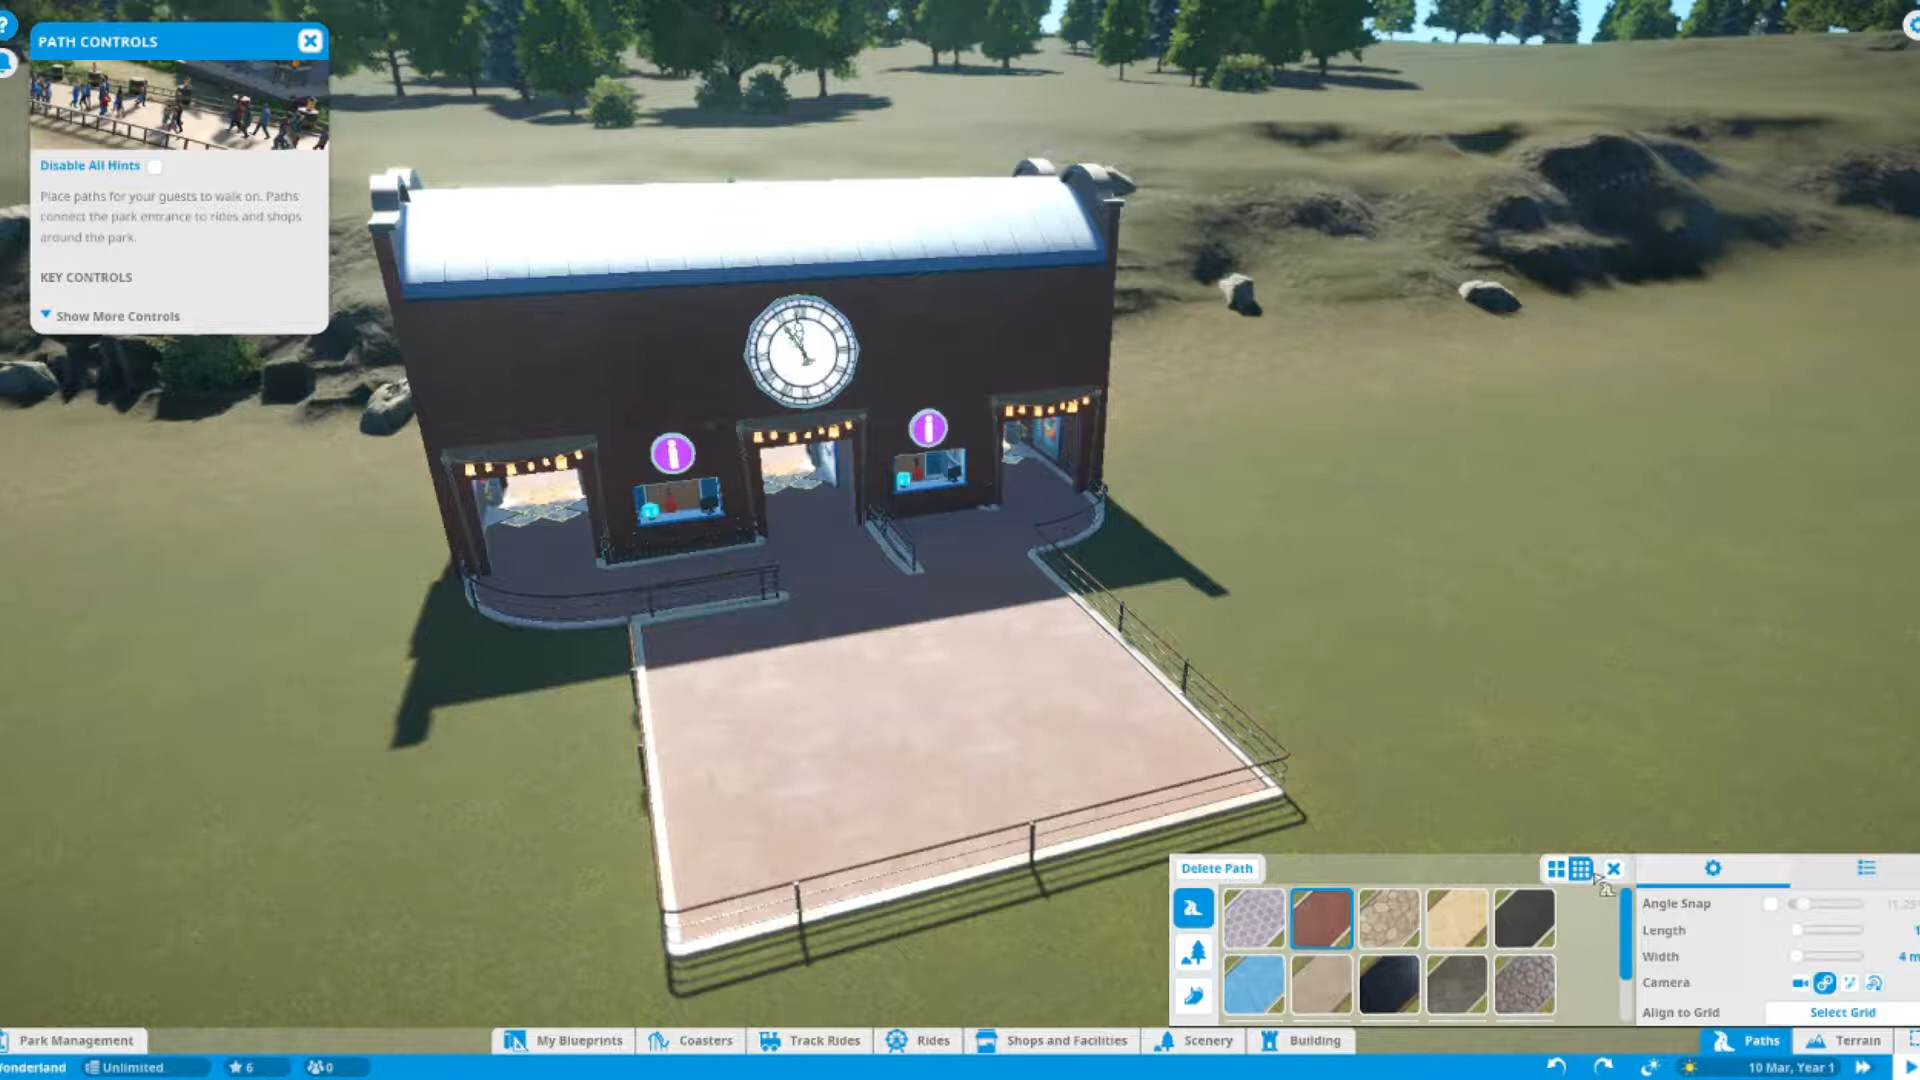 PATH CONTROLS
Disable All Hints
Place paths for your guests to walk on. Paths
connect the park entrance to rides and shops
around the park.
KEY CONTROLS
Show More Controls
Delete Path
Angle Snap
Length
Width 4 m
Camera
Align to Grid Select Grid
Park Management My Blueprints Coasters Track Rides Rides Shops and Facilities Scenery Building Paths Terrain
Unlimited 6 0 10 Mar, Year 1